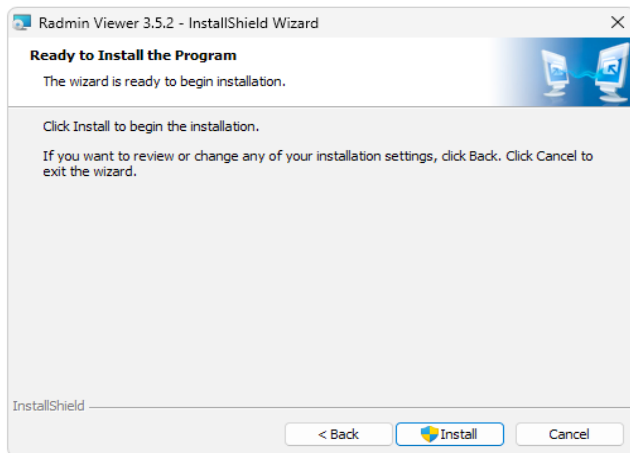 Radmin Viewer 3.5.2 - InstallShield Wizard
Ready to Install the Program
The wizard is ready to begin installation.
Click Install to begin the installation.
If you want to review or change any of your installation settings, click Back. Click Cancel to
exit the wizard.
InstallShield
< Back
Install
Cancel